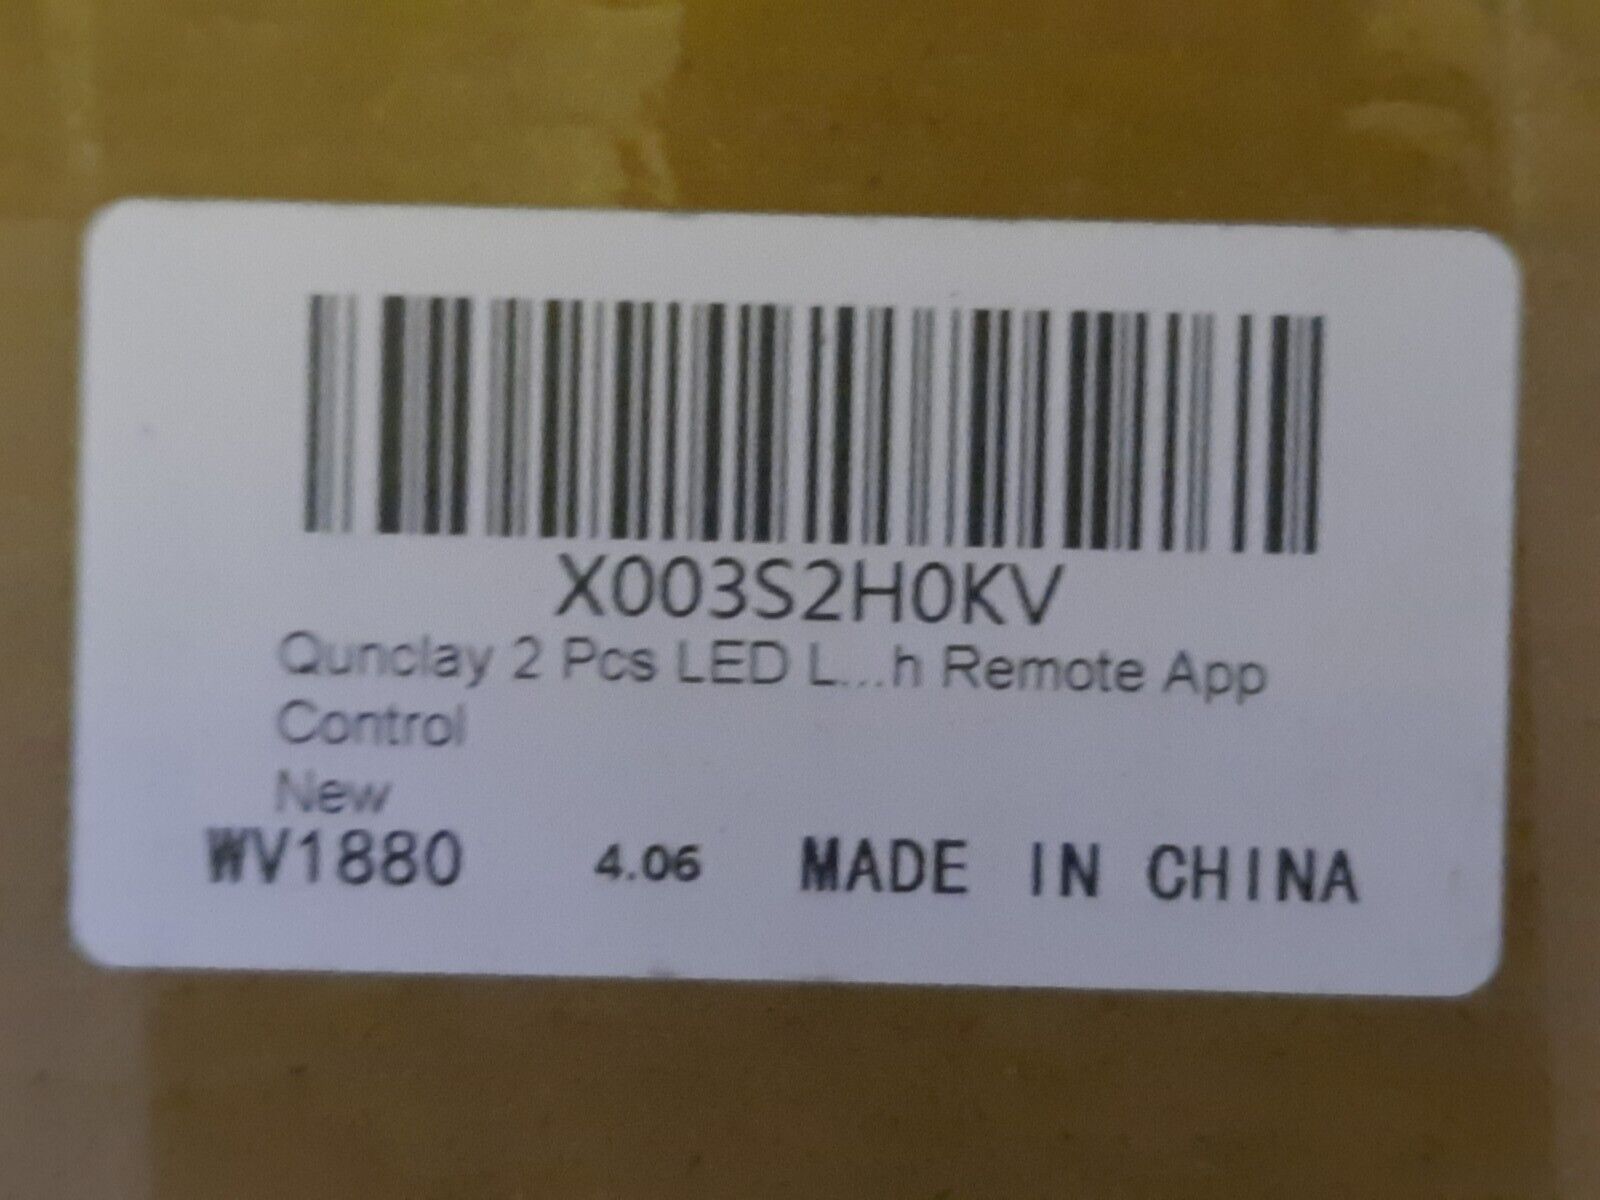 X003S2H0KV
Qunclay 2 Pcs LED L...h Remote App
Control
New
WV1880 4.06 MADE IN CHINA